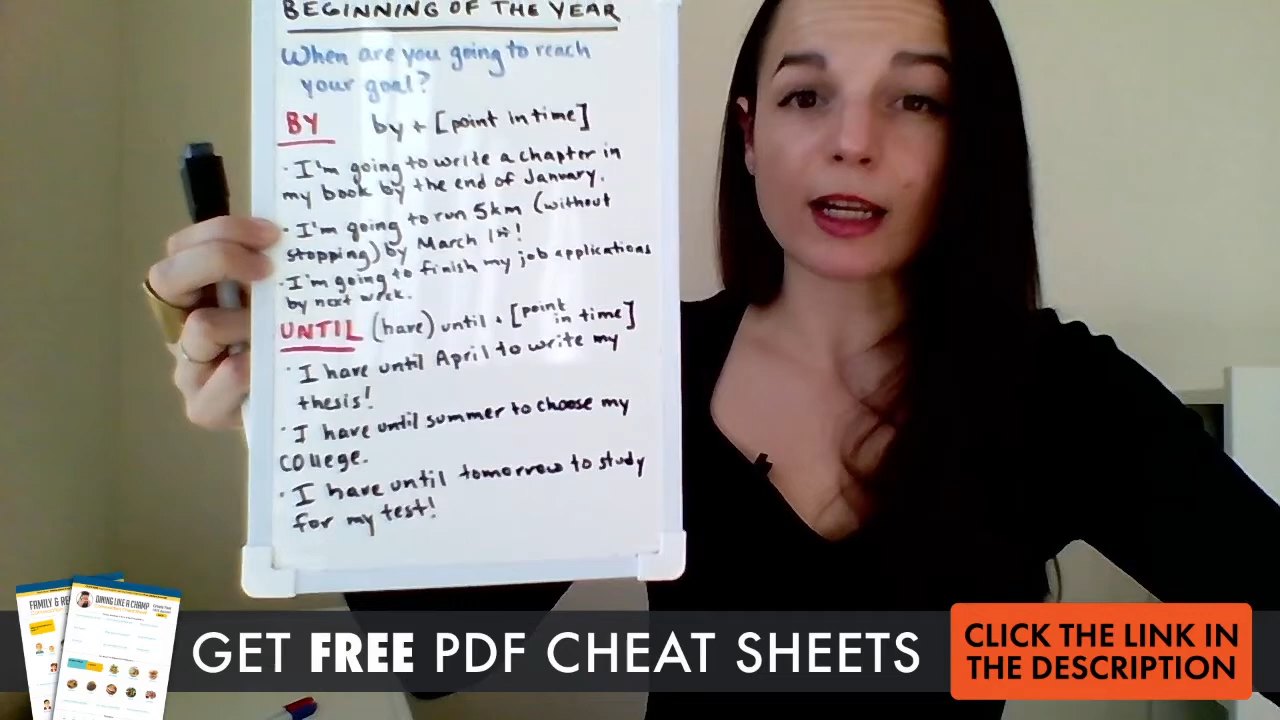 BEGINNING OF THE YEAR
When are you going to reach
your goal?
BY by + [point in time]
· I'm going to write a chapter in
my book by the end of January.
· I'm going to run 5km (without
stopping) by March 1st!
· I'm going to finish my job applications
by next week.
UNTIL (have) until + [point in time]
· I have until April to write my
thesis!
· I have until summer to choose my
college.
· I have until tomorrow to study
for my test!
FAMILY & RE
DINING LIKE A CHAMP
GET FREE PDF CHEAT SHEETS
CLICK THE LINK IN
THE DESCRIPTION